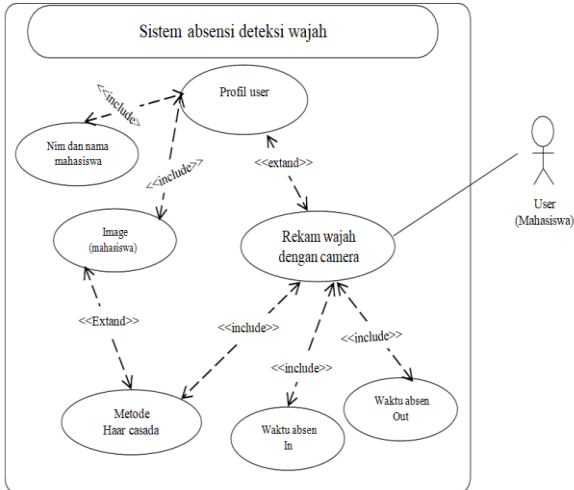 Sistem absensi deteksi wajah
Profil user
<<include>
Nim dan nama
mahasiswa
<<extand>>
<<include>>
User
(Mahasiswa)
Image
(mahasiswa)
Rekam wajah
dengan camera
<<Extand>>
<<include>>
<<include>>
<<include>>
Metode
Haar casada
Waktu absen
In
Waktu absen
Out